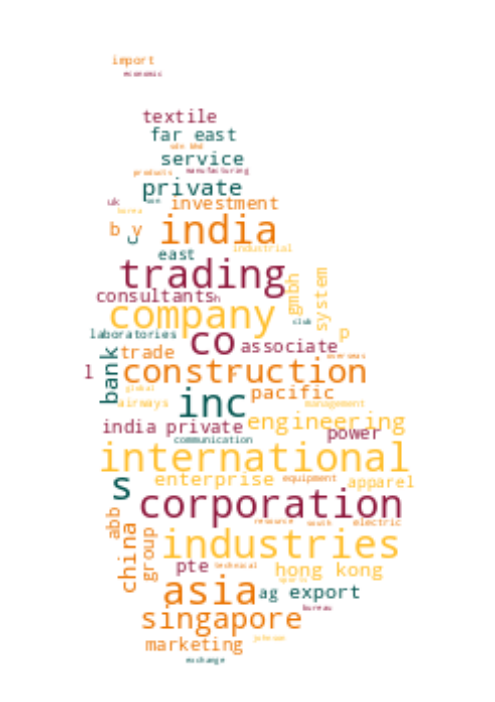 import
economic
textile
far east
sdn bhd
service
products manufacturing
private
uk
investment
korea
b v india
industrial
east
trading
gmbh
system
consultants h
company
club
laboratories
co associate
p
bank
trade
overseas
l construction
global
pacific
inc
airways
management
india private engineering
power
communication
international
enterprise equipment apparel
s
corporation
resource south electric
abb
china
group
industries
pte technical hong kong
sports
asia ag export
bureau
singapore
johnson
marketing
exchange